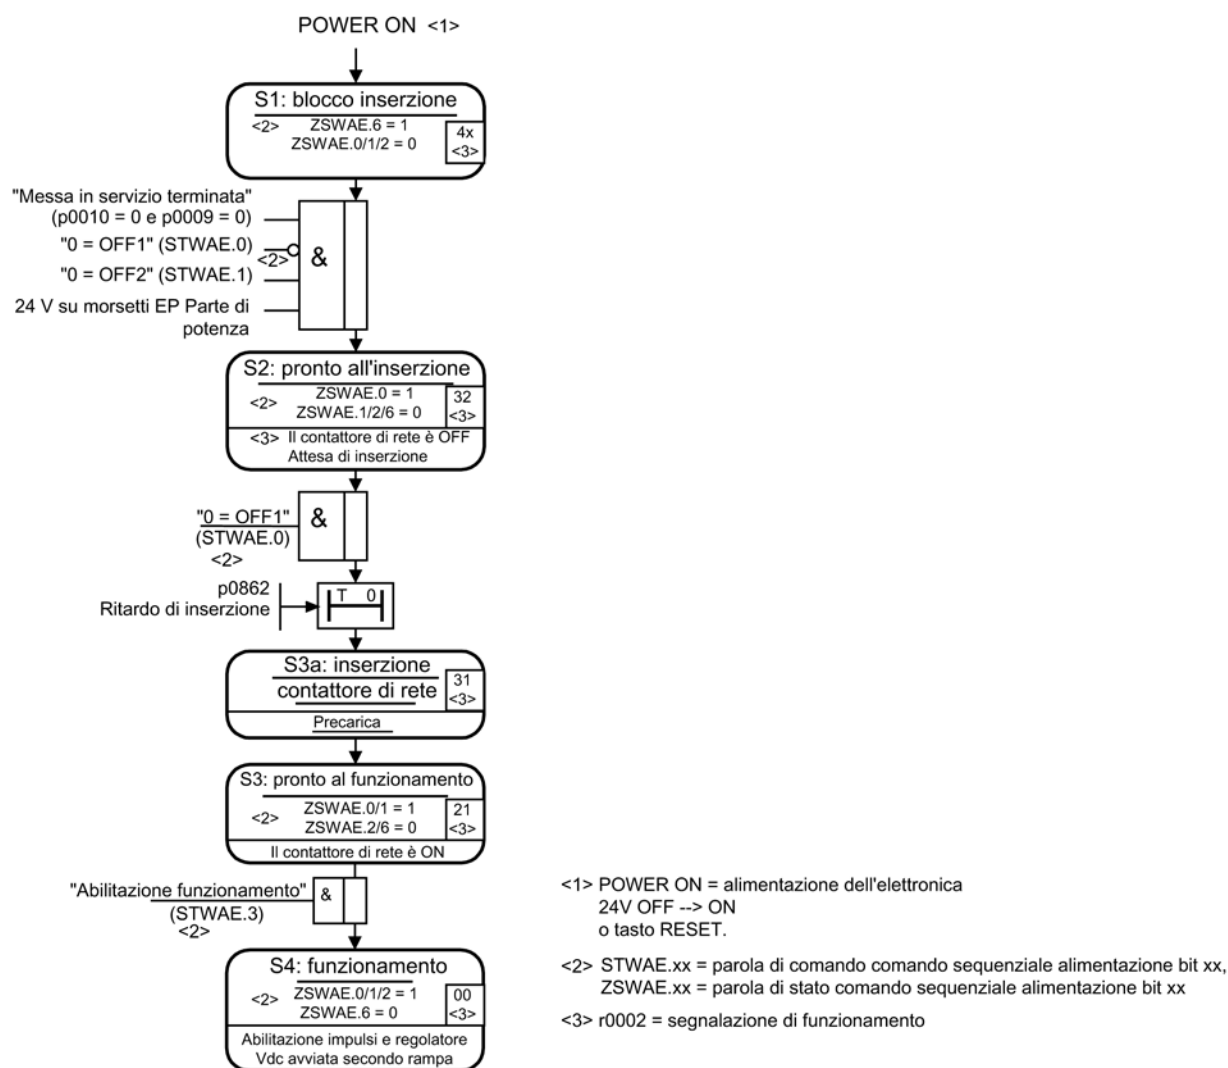 POWER ON <1>
S1: blocco inserzione
<2> ZSWAE.6 = 1
ZSWAE.0/1/2 = 0
4x
<3>
"Messa in servizio terminata"
(p0010 = 0 e p0009 = 0)
"0 = OFF1" (STWAE.0)
<2>
"0 = OFF2" (STWAE.1)
24 V su morsetti EP Parte di
potenza
&
S2: pronto all'inserzione
<2> ZSWAE.0 = 1
ZSWAE.1/2/6 = 0
32
<3>
<3> Il contattore di rete è OFF
Attesa di inserzione
"0 = OFF1"
(STWAE.0)
<2>
&
p0862
Ritardo di inserzione
T 0
S3a: inserzione
contattore di rete
31
<3>
Precarica
S3: pronto al funzionamento
<2> ZSWAE.0/1 = 1
ZSWAE.2/6 = 0
21
<3>
Il contattore di rete è ON
"Abilitazione funzionamento"
(STWAE.3)
<2>
&
S4: funzionamento
<2> ZSWAE.0/1/2 = 1
ZSWAE.6 = 0
00
<3>
Abilitazione impulsi e regolatore
Vdc avviata secondo rampa
<1> POWER ON = alimentazione dell'elettronica
24V OFF --> ON
o tasto RESET.
<2> STWAE.xx = parola di comando comando sequenziale alimentazione bit xx,
ZSWAE.xx = parola di stato comando sequenziale alimentazione bit xx
<3> r0002 = segnalazione di funzionamento